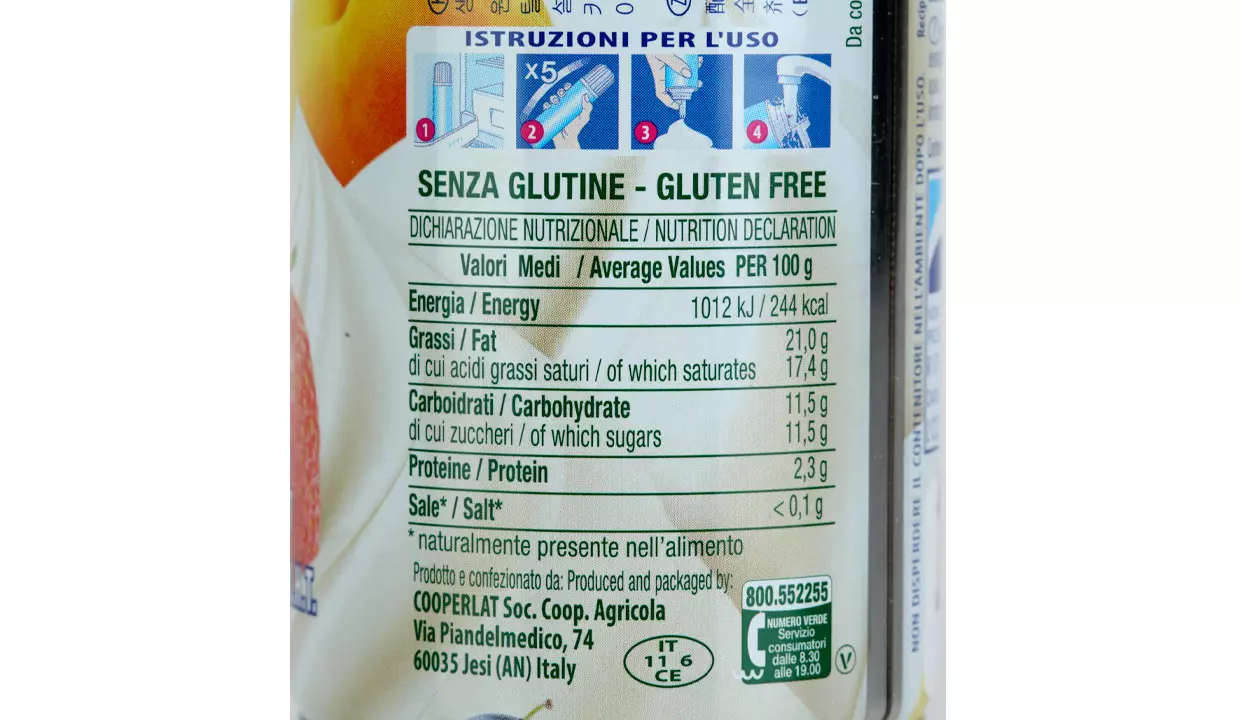 ISTRUZIONI PER L'USO
x5
1
2
3
4
SENZA GLUTINE - GLUTEN FREE
DICHIARAZIONE NUTRIZIONALE / NUTRITION DECLARATION
Valori Medi / Average Values PER 100 g
Energia / Energy 1012 kJ / 244 kcal
Grassi / Fat 21,0 g
di cui acidi grassi saturi / of which saturates 17,4 g
Carboidrati / Carbohydrate 11,5 g
di cui zuccheri / of which sugars 11,5 g
Proteine / Protein 2,3 g
Sale* / Salt* < 0,1 g
* naturalmente presente nell'alimento
Prodotto e confezionato da: Produced and packaged by:
COOPERLAT Soc. Coop. Agricola
Via Piandelmedico, 74
60035 Jesi (AN) Italy
IT
11 6
CE
800.552255
NUMERO VERDE
Servizio
consumatori
dalle 8.30
alle 19.00
V
Da co
NON DISPERDERE IL CONTENITORE NELL'AMBIENTE DOPO L'USO.